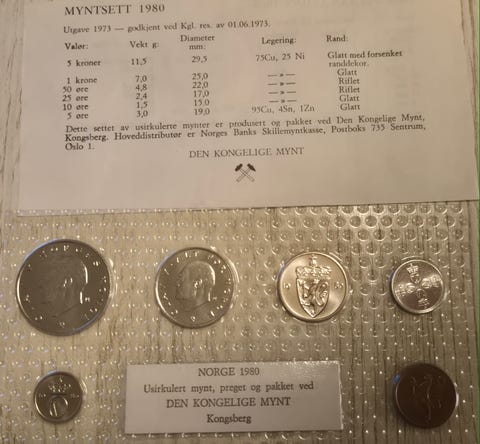 MYNTSETT 1980
Utgave 1973 — godkjent ved Kgl. res. av 01.06.1973.
Valør: Vekt g: Diameter mm: Legering: Rand:
5 kroner 11,5 29,5 75Cu, 25 Ni Glatt med forsenket randdekor.
1 krone 7,0 25,0 —»— Glatt
50 øre 4,8 22,0 —»— Riflet
25 øre 2,4 17,0 —»— Riflet
10 øre 1,5 15.0 —»— Glatt
5 øre 3,0 19,0 95Cu, 4Sn, 1Zn Glatt
Dette settet av usirkulerte mynter er produsert og pakket ved Den Kongelige Mynt,
Kongsberg. Hoveddistributør er Norges Banks Skillemyntkasse, Postboks 735 Sentrum,
Oslo 1.
DEN KONGELIGE MYNT
NORGE 1980
Usirkulert mynt, preget og pakket ved
DEN KONGELIGE MYNT
Kongsberg